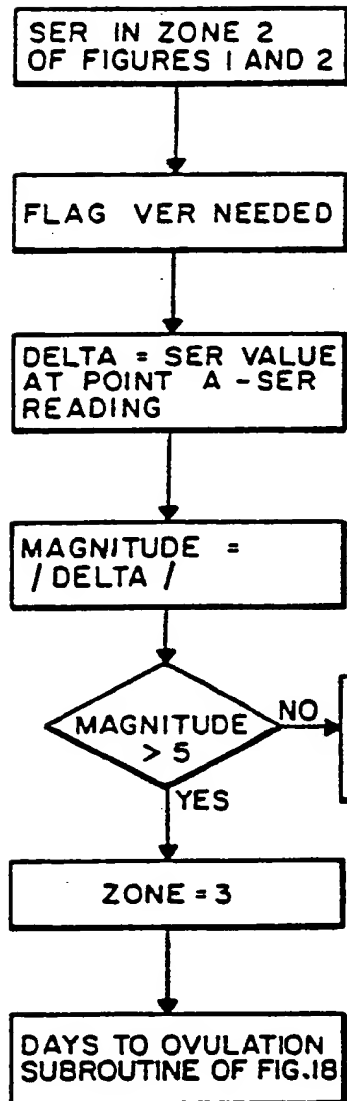 SER IN ZONE 2
OF FIGURES 1 AND 2
FLAG VER NEEDED
DELTA = SER VALUE
AT POINT A - SER
READING
MAGNITUDE =
/ DELTA /
MAGNITUDE
> 5
NO
YES
ZONE = 3
DAYS TO OVULATION
SUBROUTINE OF FIG.18